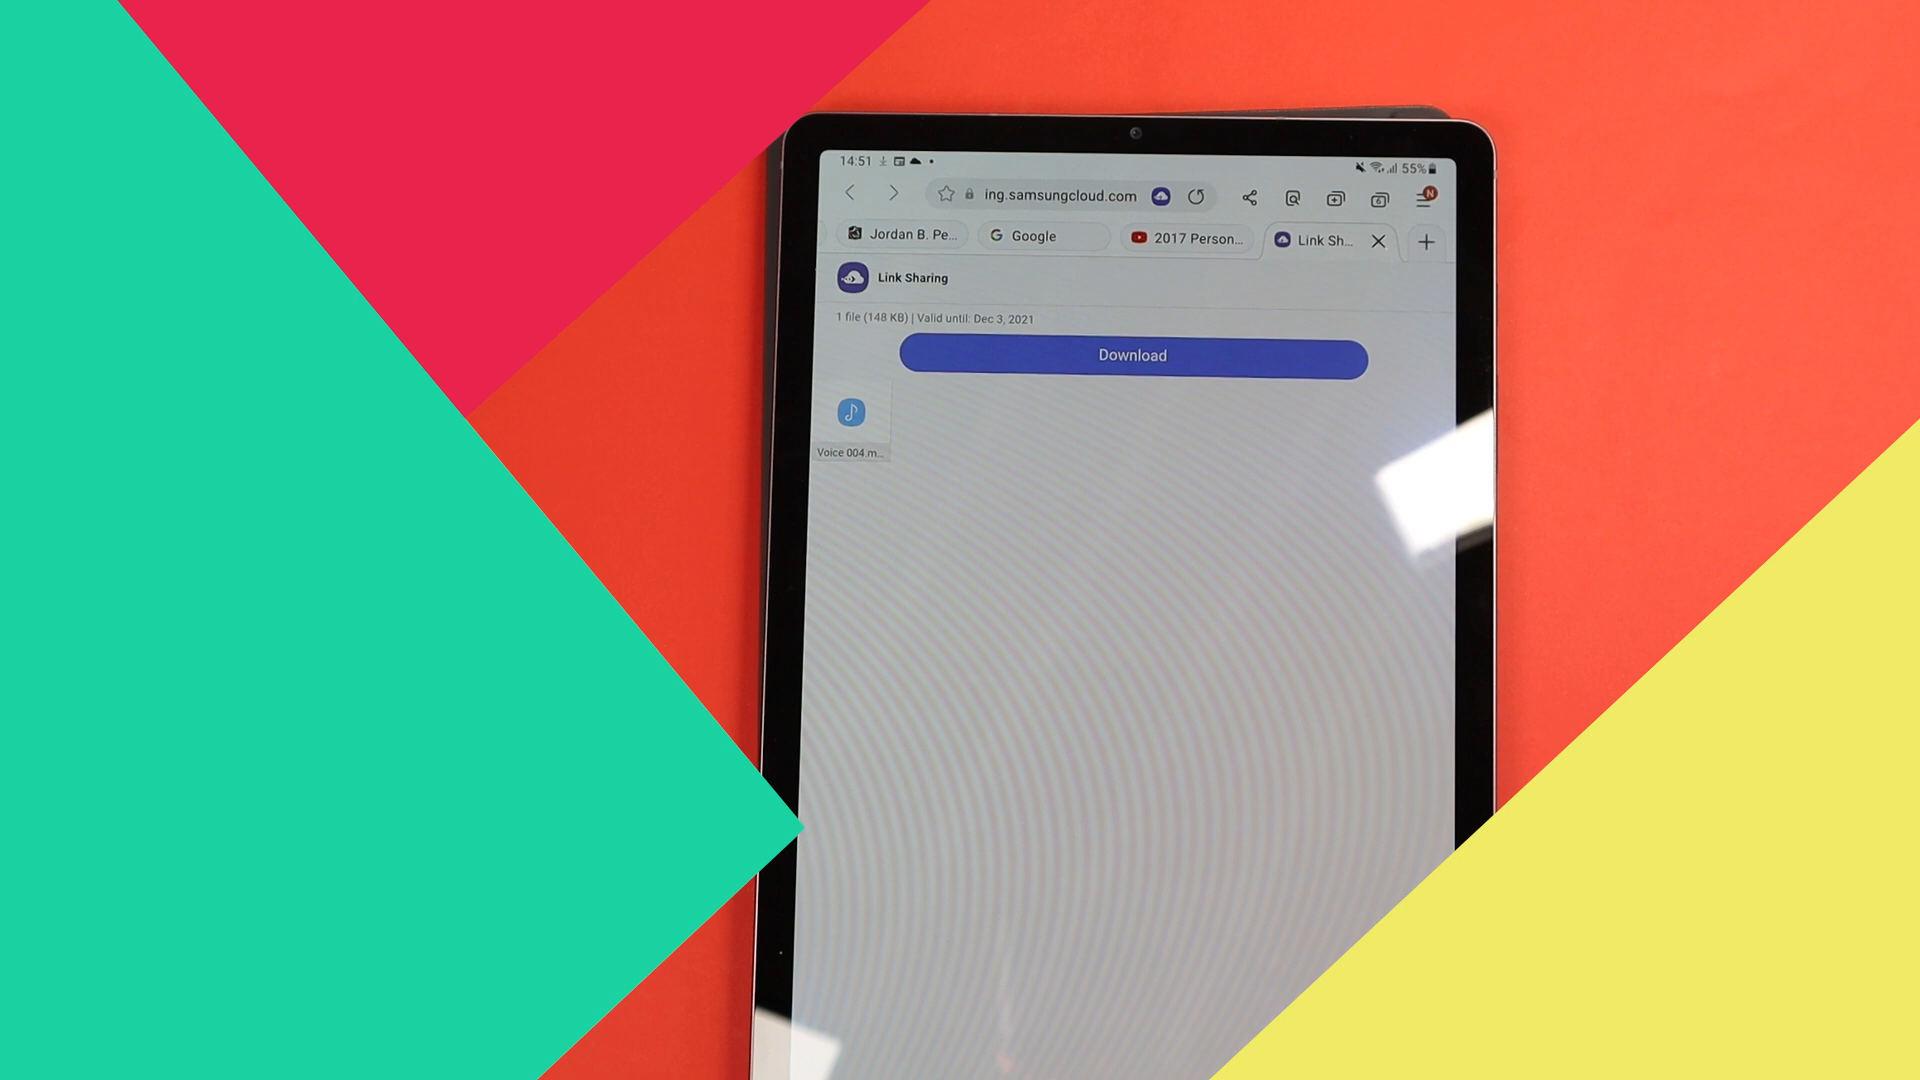 14:51 55%
ing.samsungcloud.com N 6
Jordan B. Pe... Google 2017 Person... Link Sh...
Link Sharing
1 file (148 KB) | Valid until: Dec 3, 2021
Download
Voice 004.m...